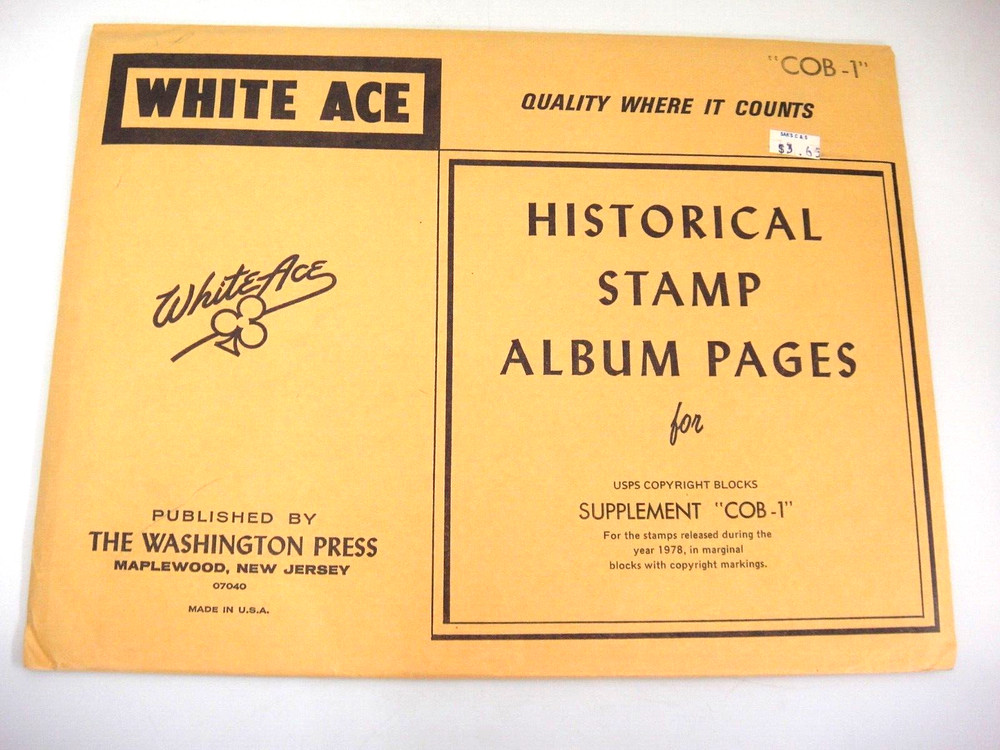 "COB-1"
WHITE ACE
QUALITY WHERE IT COUNTS
$3.65
HISTORICAL
STAMP
ALBUM PAGES
for
USPS COPYRIGHT BLOCKS
SUPPLEMENT "COB-1"
For the stamps released during the
year 1978, in marginal
blocks with copyright markings.
White Ace
PUBLISHED BY
THE WASHINGTON PRESS
MAPLEWOOD, NEW JERSEY
07040
MADE IN U.S.A.